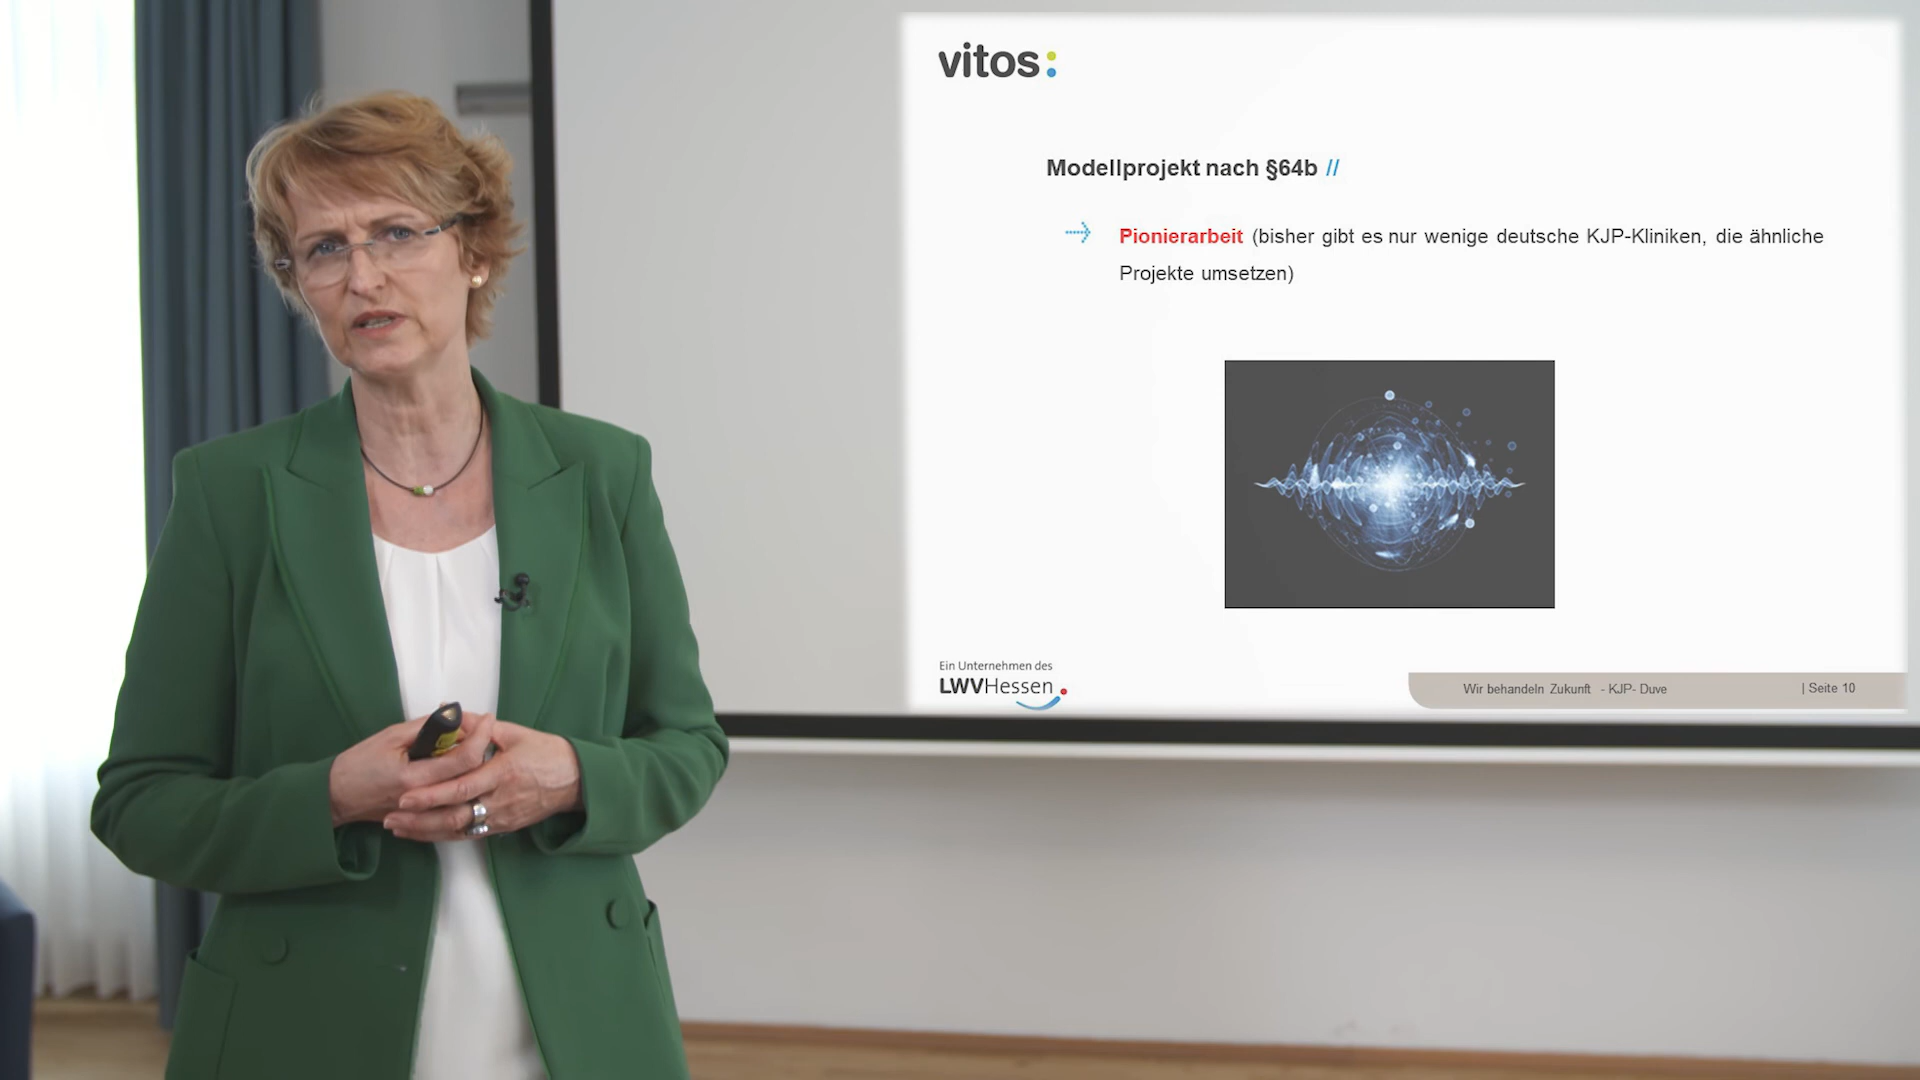 vitos:
Modellprojekt nach §64b //
Pionierarbeit (bisher gibt es nur wenige deutsche KJP-Kliniken, die ähnliche
Projekte umsetzen)
Ein Unternehmen des
LWVHessen
Wir behandeln Zukunft - KJP- Duve
| Seite 10